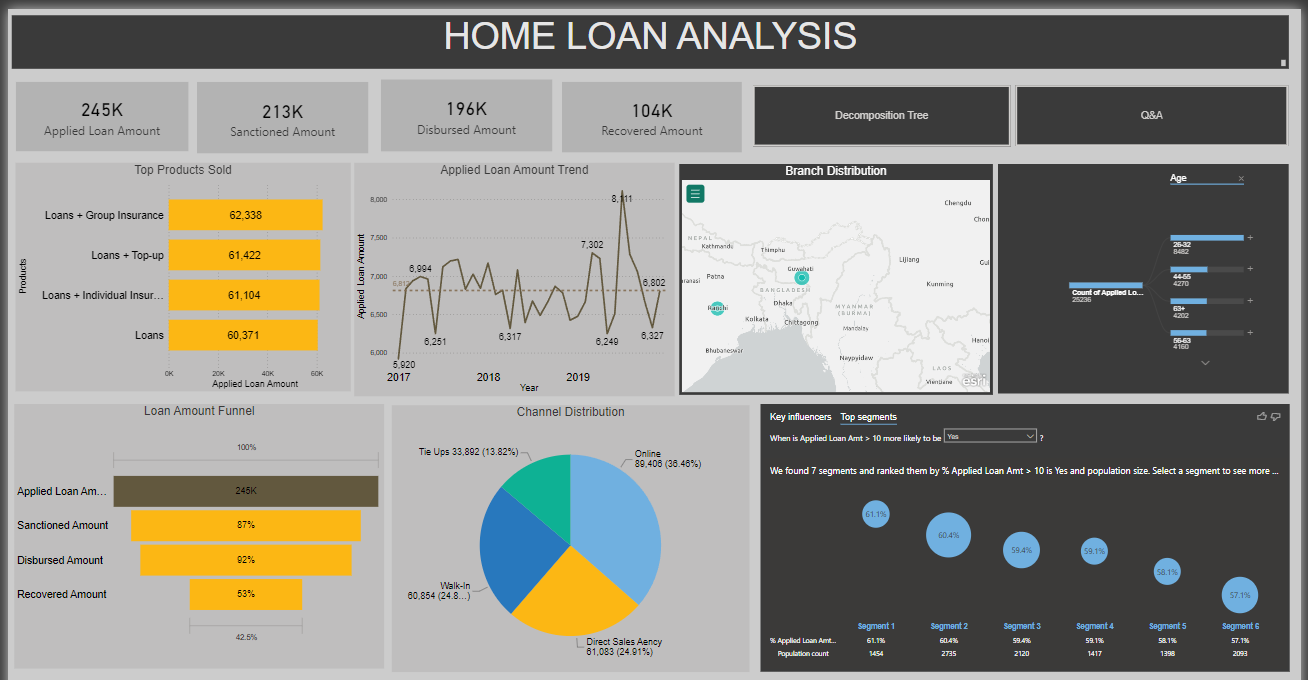 HOME LOAN ANALYSIS
245K
Applied Loan Amount
213K
Sanctioned Amount
196K
Disbursed Amount
104K
Recovered Amount
Decomposition Tree
Q&A
Top Products Sold
Products
Loans + Group Insurance
62,338
Loans + Top-up
61,422
Loans + Individual Insur...
61,104
Loans
60,371
0K 20K 40K 60K
Applied Loan Amount
Applied Loan Amount Trend
Applied Loan Amount
8,000
7,500
7,000
6,500
6,000
8,111
7,302
6,994
6,802
6,251
6,317
6,249
6,327
5,920
2017 2018 2019
Year
Branch Distribution
Chengdu
Chon
NEPAL
Kathmandu
Thimphu
Lijiang
Gui
Guwahati
Patna
ranasi
Kunming
BANGLADESH
Dhaka
Ranchi
MYANMAR
(BURMA)
Kolkata
Chittagong
Mandalay
Hanoi
Bhubaneswar
Naypyidaw
LAOS
Vientiane
esri
Age
Count of Applied Lo...
25236
26-32
8482
44-55
4270
63+
4202
56-63
4160
Loan Amount Funnel
100%
Applied Loan Am...
245K
Sanctioned Amount
87%
Disbursed Amount
92%
Recovered Amount
53%
42.5%
Channel Distribution
Tie Ups 33,892 (13.82%)
Online
89,406 (36.46%)
Walk-In
60,854 (24.8...)
Direct Sales Aency
61,083 (24.91%)
Key influencers Top segments
When is Applied Loan Amt > 10 more likely to be Yes ?
We found 7 segments and ranked them by % Applied Loan Amt > 10 is Yes and population size. Select a segment to see more ...
61.1%
60.4%
59.4%
59.1%
58.1%
57.1%
Segment 1 Segment 2 Segment 3 Segment 4 Segment 5 Segment 6
% Applied Loan Amt... 61.1% 60.4% 59.4% 59.1% 58.1% 57.1%
Population count 1454 2735 2120 1417 1398 2093